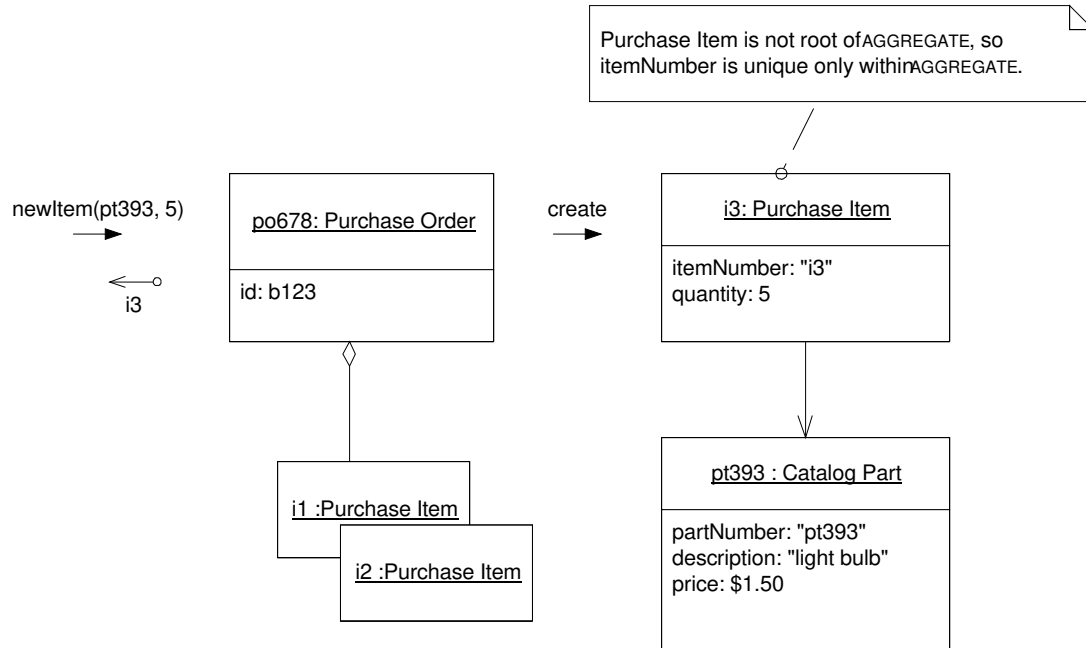 Purchase Item is not root of AGGREGATE, so
itemNumber is unique only within AGGREGATE.
newItem(pt393, 5)
i3
po678: Purchase Order
id: b123
create
i3: Purchase Item
itemNumber: "i3"
quantity: 5
i1 :Purchase Item
i2 :Purchase Item
pt393 : Catalog Part
partNumber: "pt393"
description: "light bulb"
price: $1.50